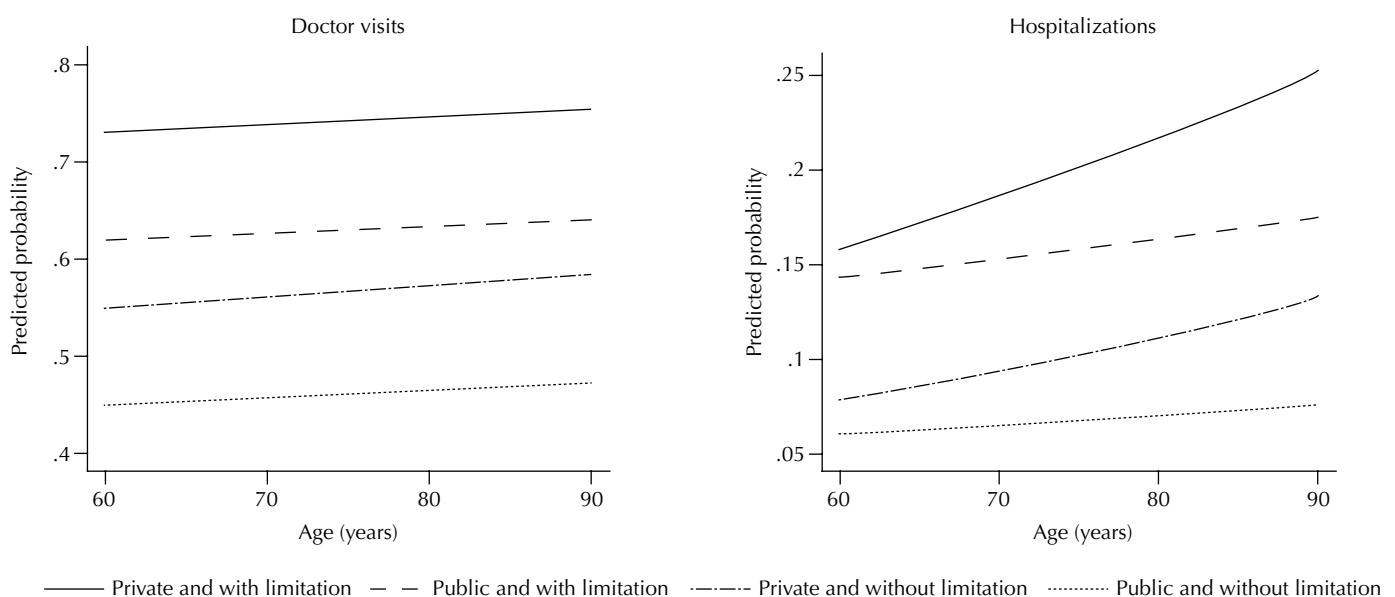 Doctor visits
.8
.7
.6
.5
.4
Predicted probability
60 70 80 90
Age (years)
Hospitalizations
.25
.2
.15
.1
.05
Predicted probability
60 70 80 90
Age (years)
Private and with limitation Public and with limitation Private and without limitation Public and without limitation